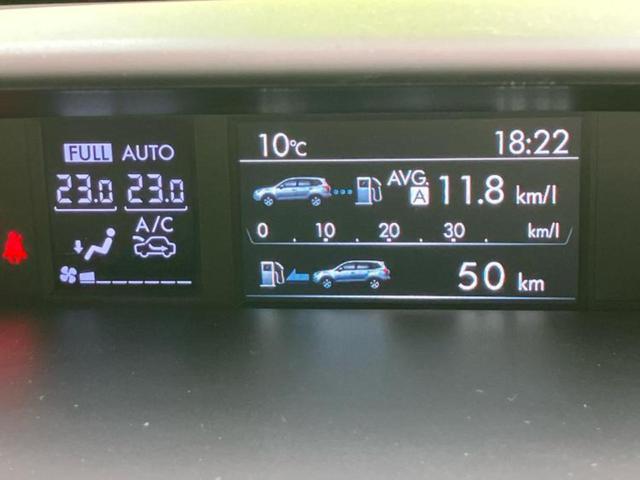 FULL AUTO
23.0 23.0
A/C
10°C 18:22
AVG. A 11.8 km/l
0 . 10 . 20 . 30 . km/l
50 km